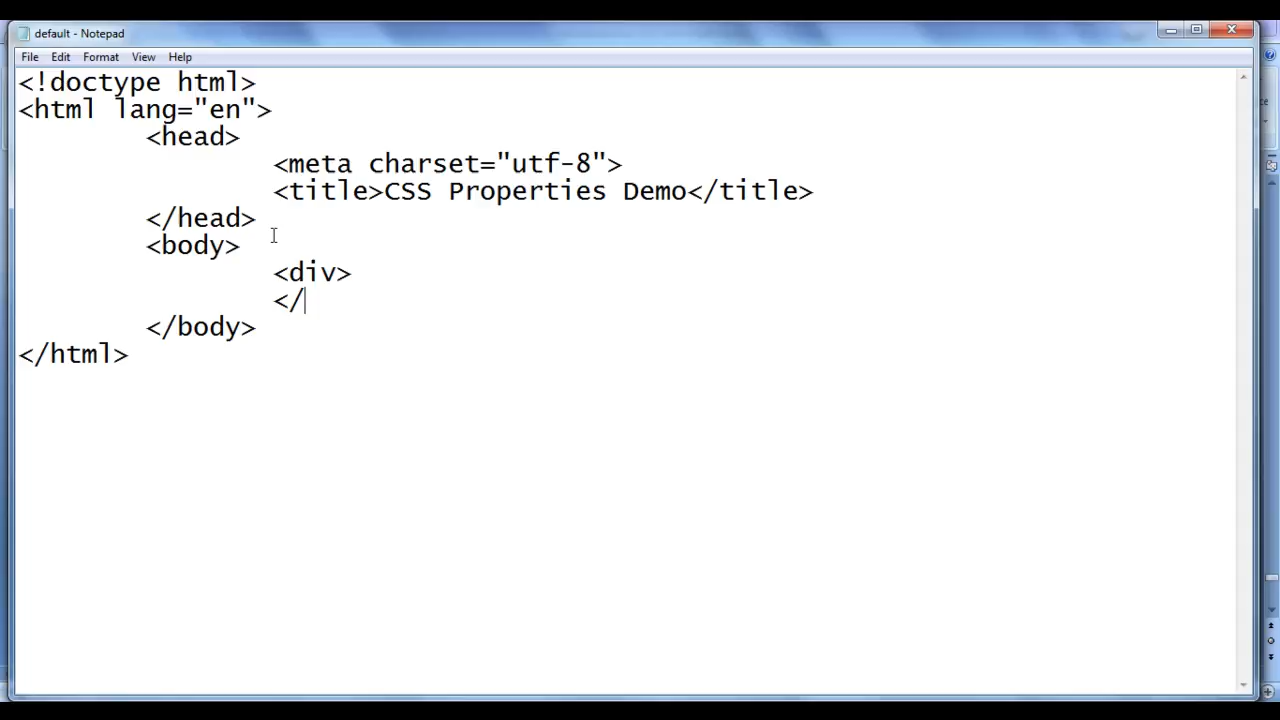 default - Notepad
File Edit Format View Help
<!doctype html>
<html lang="en">
<head>
<meta charset="utf-8">
<title>CSS Properties Demo</title>
</head>
<body>
<div>
</
</body>
</html>